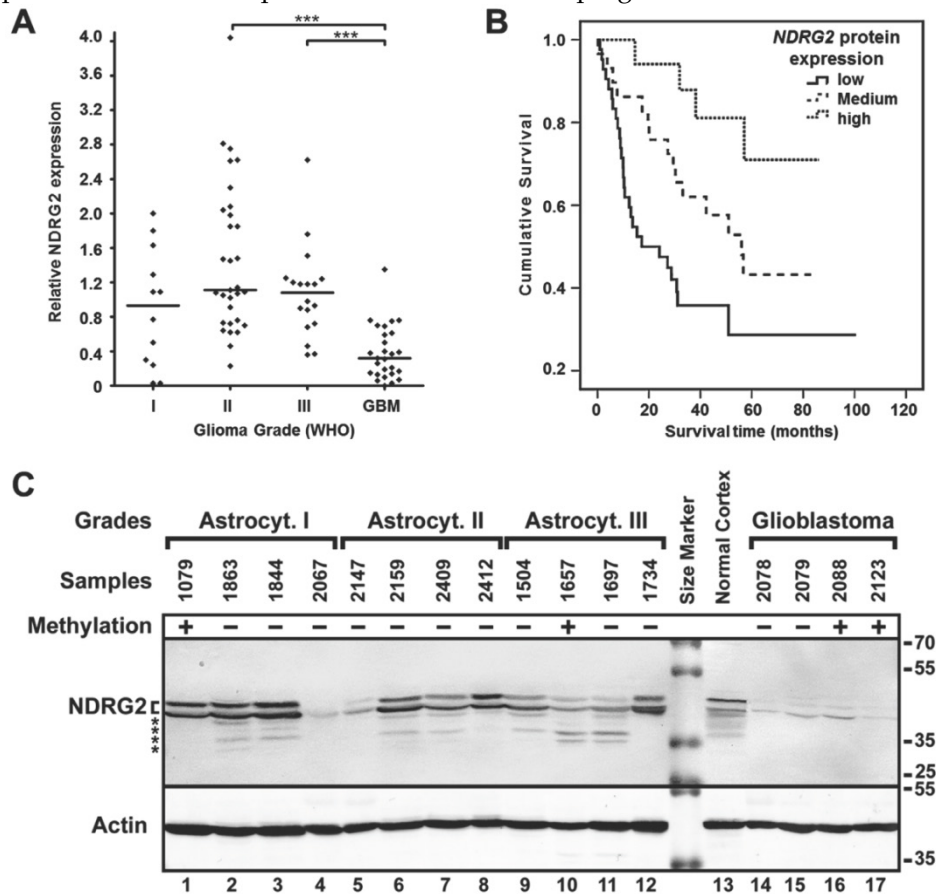 A
***
***
4.0
3.6
3.2
2.8
2.4
2.0
1.6
1.2
0.8
0.4
0
Relative NDRG2 expression
I II III GBM
Glioma Grade (WHO)
B
NDRG2 protein
expression
low
Medium
high
1.0
0.8
0.6
0.4
0.2
Cumulative Survival
0 20 40 60 80 100 120
Survival time (months)
C
Grades Astrocyt. I Astrocyt. II Astrocyt. III Size Marker Normal Cortex Glioblastoma
Samples 1079 1863 1844 2067 2147 2159 2409 2412 1504 1657 1697 1734 2078 2079 2088 2123
Methylation + − − − − − − + − − − − + +
NDRG2
****
-70
-55
-35
-25
Actin
-55
-35
1 2 3 4 5 6 7 8 9 10 11 12 13 14 15 16 17